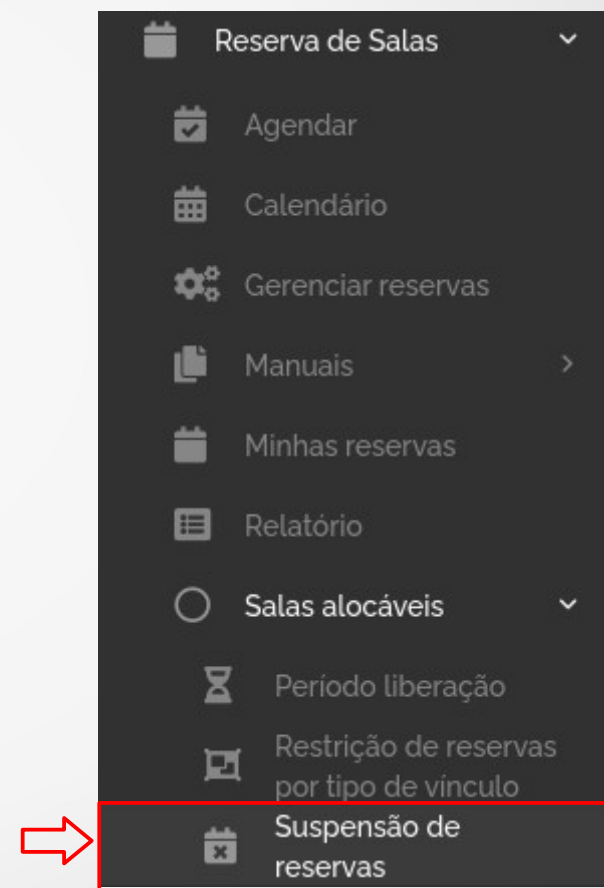 Reserva de Salas
Agendar
Calendário
Gerenciar reservas
Manuais
Minhas reservas
Relatório
Salas alocáveis
Período liberação
Restrição de reservas
por tipo de vínculo
Suspensão de
reservas